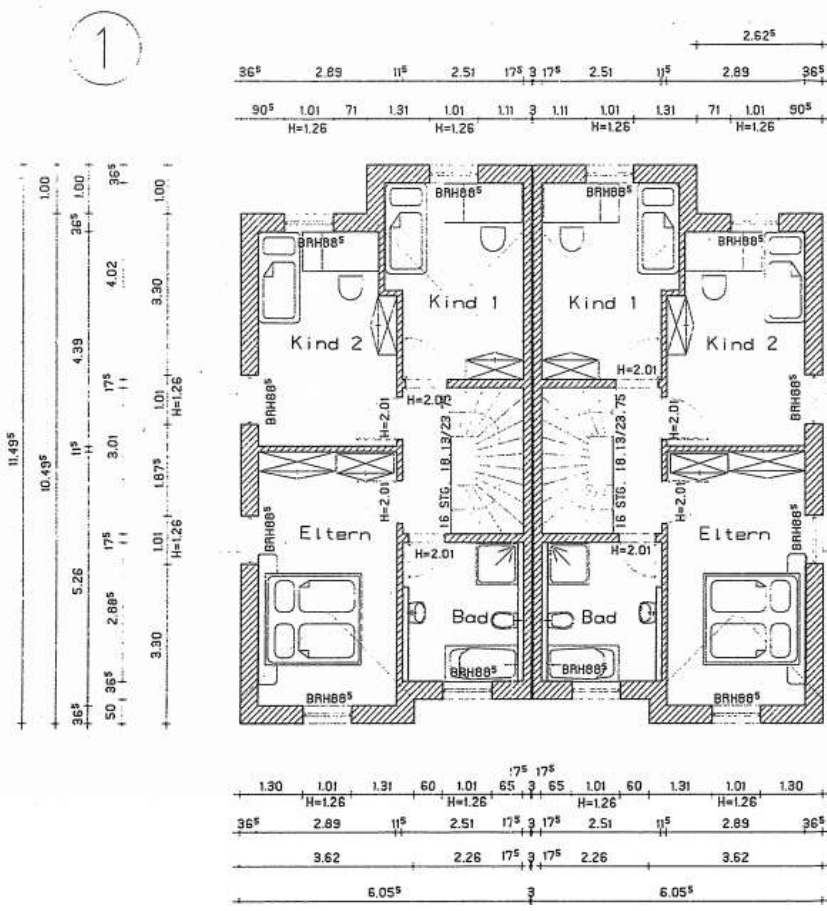 1
2.62⁵
36⁵ 2.89 11⁵ 2.51 17⁵ 3 17⁵ 2.51 11⁵ 2.89 36⁵
90⁵ 1.01 71 1.31 1.01 1.11 3 1.11 1.01 1.31 71 1.01 90⁵
H=1.26 H=1.26 H=1.26 H=1.26
11.49⁵
1.00 10.49⁵
1.00 36⁵ 4.39 11⁵ 5.26 36⁵
36⁵ 4.02 17⁵ 3.01 17⁵ 2.88⁵ 36⁵ 50
1.00 3.90 1.01 1.87⁵ 1.01 3.30
H=1.26 H=1.26
BRH88⁵ BRH88⁵
BRH88⁵ BRH88⁵
Kind 1 Kind 1
Kind 2 Kind 2
H=2.01
BRH88⁵ H=2.01 H=2.01 BRH88⁵
16 STG. 18.13/23.75
H=2.01 H=2.01
Eltern Eltern
BRH88⁵ BRH88⁵
H=2.01 H=2.01
Bad Bad
BRH88⁵ BRH88⁵
BRH88⁵ BRH88⁵
17⁵ 17⁵
1.30 1.01 1.31 60 1.01 65 3 65 1.01 60 1.31 1.01 1.30
H=1.26 H=1.26 H=1.26 H=1.26
36⁵ 2.89 11⁵ 2.51 17⁵ 3 17⁵ 2.51 11⁵ 2.89 36⁵
3.62 2.26 17⁵ 3 17⁵ 2.26 3.62
6.05⁵ 3 6.05⁵